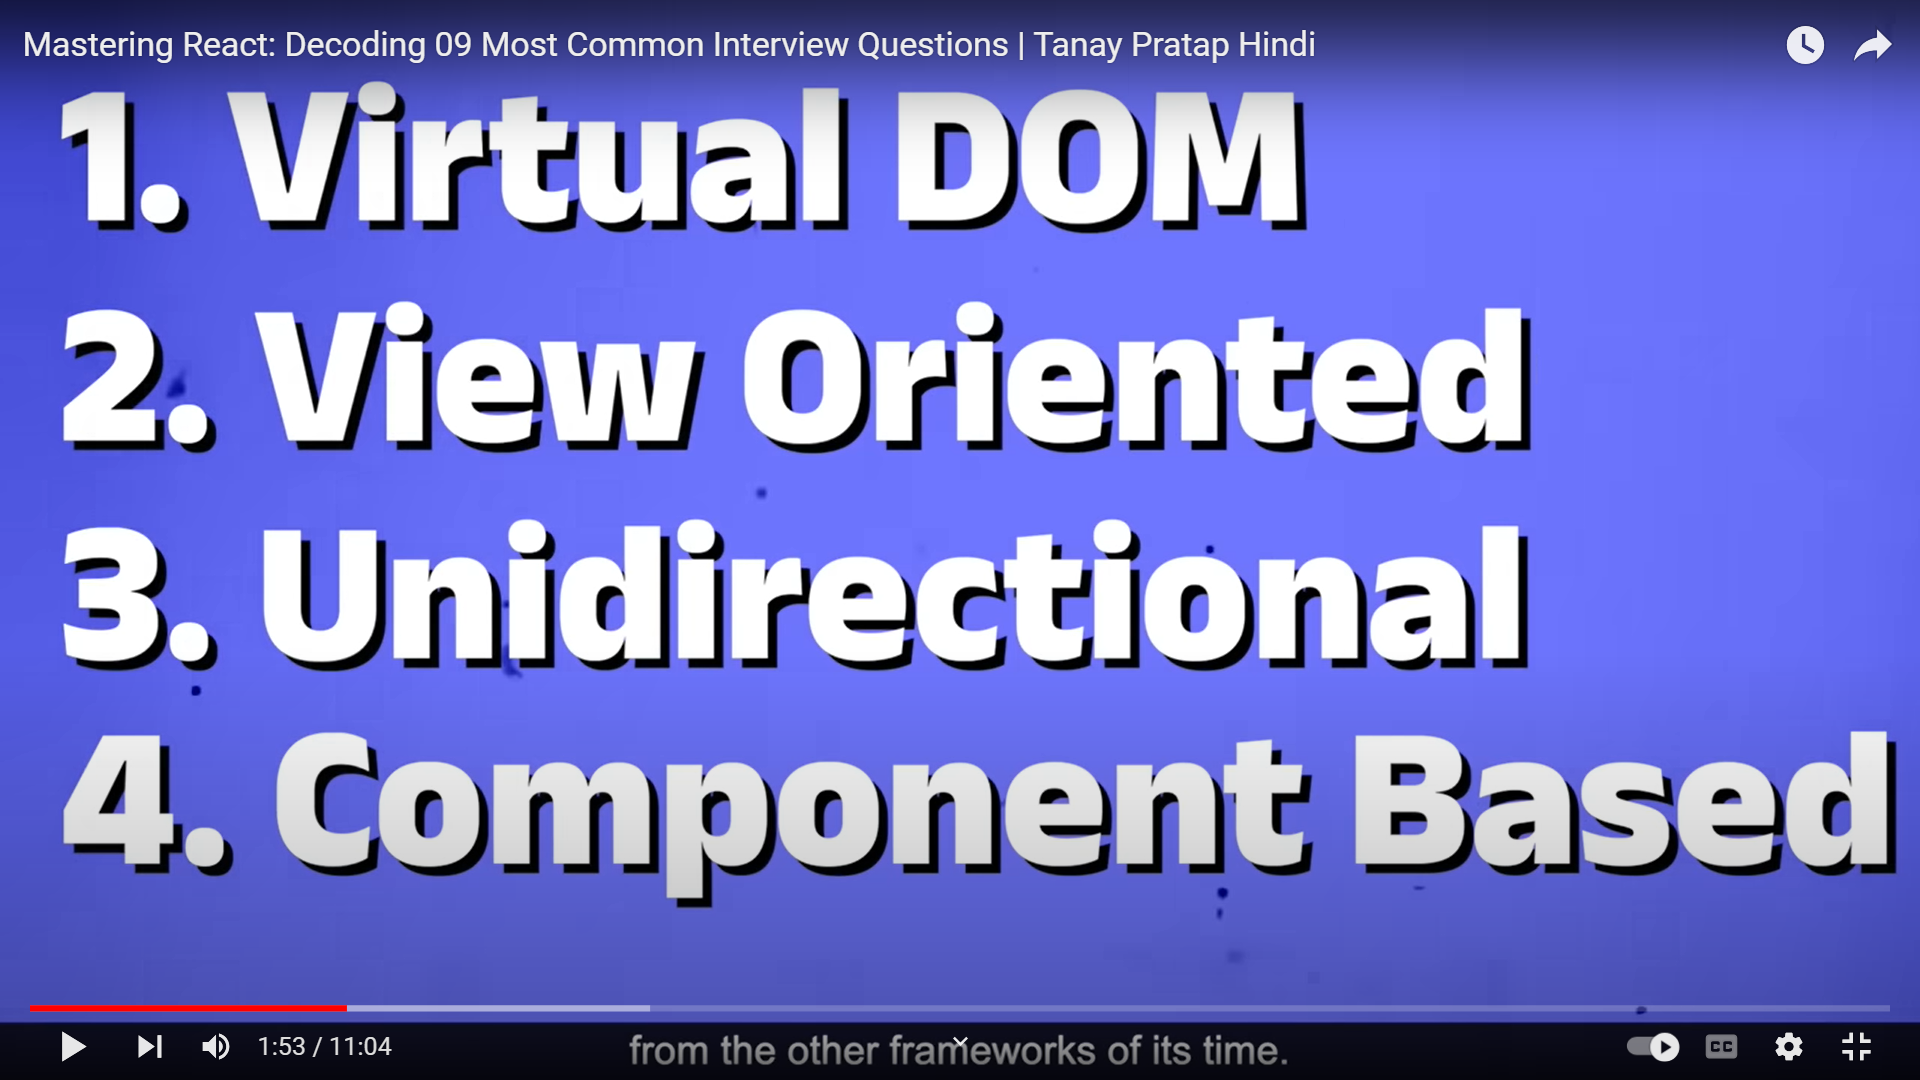 Mastering React: Decoding 09 Most Common Interview Questions | Tanay Pratap Hindi
1. Virtual DOM
2. View Oriented
3. Unidirectional
4. Component Based
1:53 / 11:04
from the other frameworks of its time.
CC